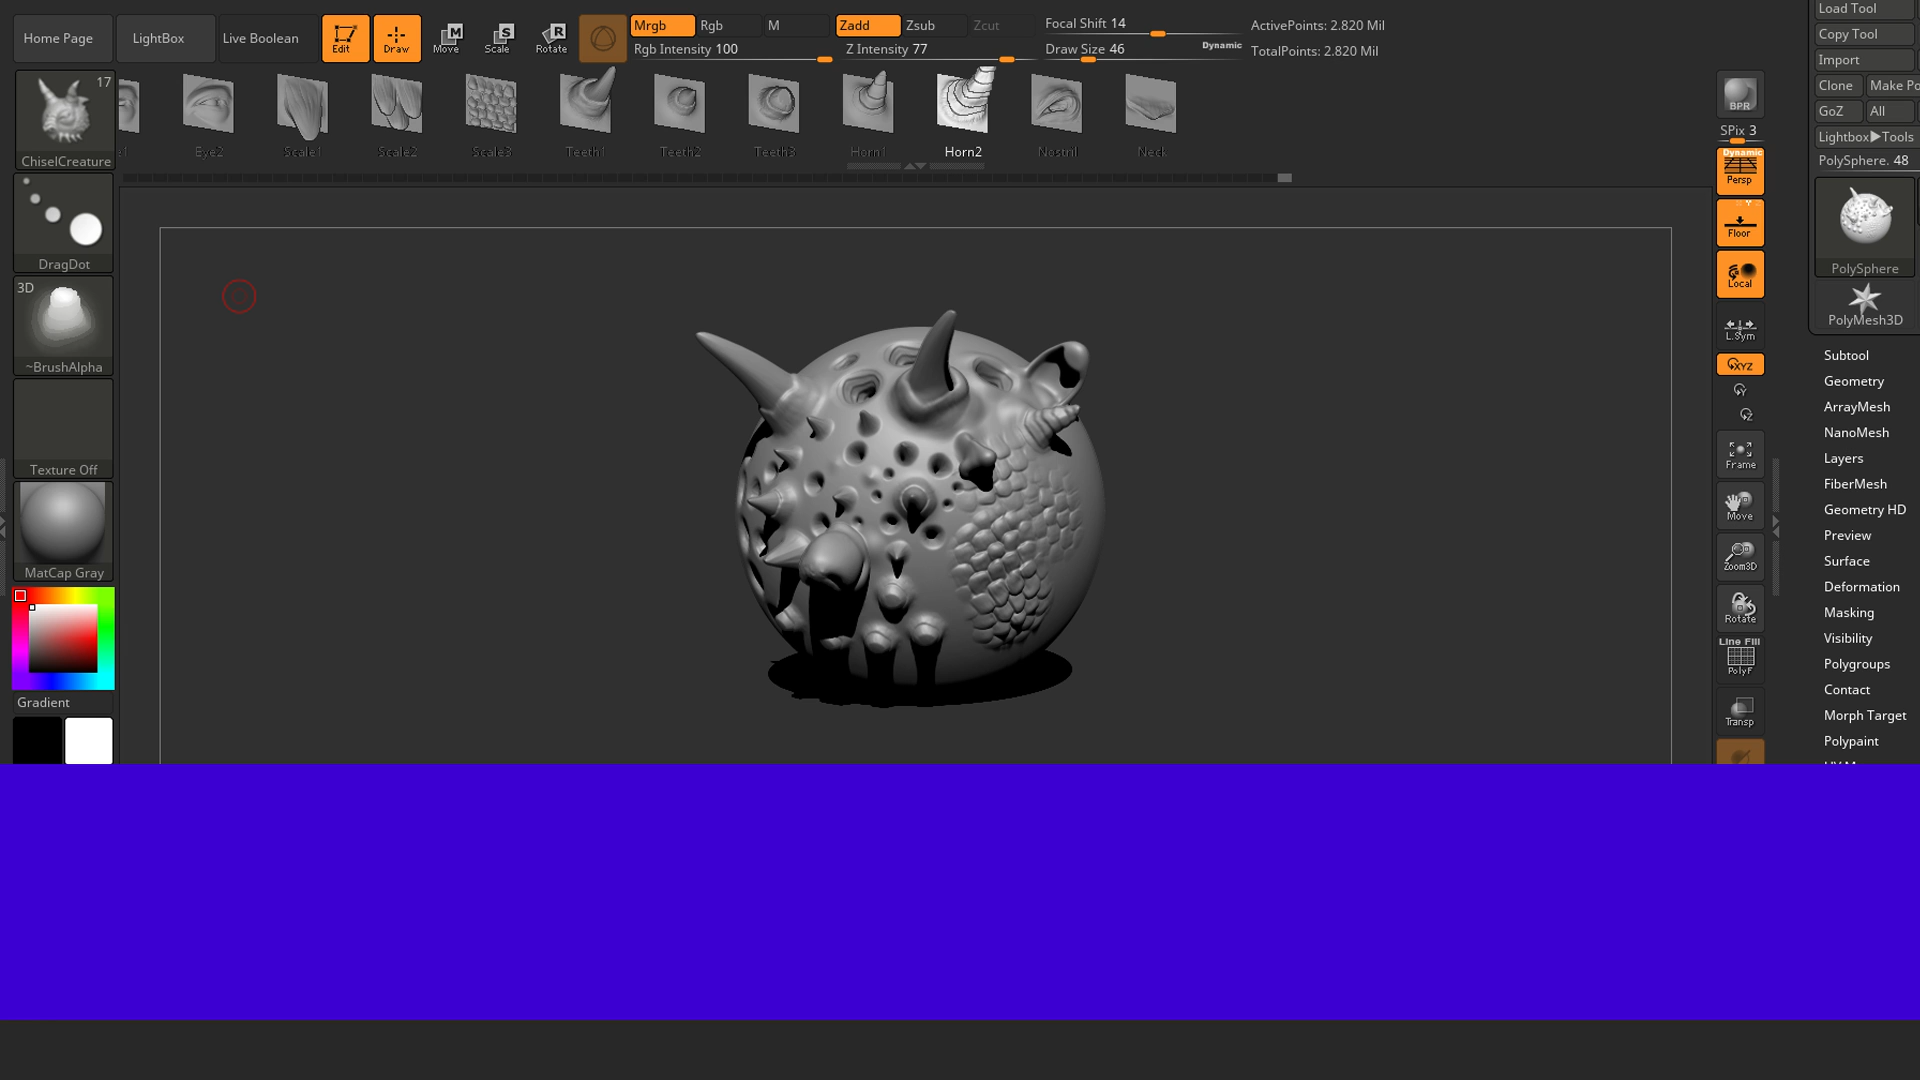 Home Page
LightBox
Live Boolean
Edit
Draw
Move
Scale
Rotate
Mrgb
Rgb
M
Rgb Intensity 100
Zadd
Zsub
Zcut
Z Intensity 77
Focal Shift 14
Draw Size 46
Dynamic
ActivePoints: 2.820 Mil
TotalPoints: 2.820 Mil
17
ChiselCreature
Eye2
Scale1
Scale2
Scale3
Teeth1
Teeth2
Teeth3
Horn1
Horn2
Nostril
Neck
DragDot
3D
~BrushAlpha
Texture Off
MatCap Gray
Gradient
BPR
SPix 3
Dynamic
Persp
Floor
Local
L.Sym
XYZ
Y
Z
Frame
Move
Zoom3D
Rotate
Line Fill
PolyF
Transp
Load Tool
Copy Tool
Import
Clone
Make Po
GoZ
All
Lightbox▶Tools
PolySphere. 48
PolySphere
PolyMesh3D
Subtool
Geometry
ArrayMesh
NanoMesh
Layers
FiberMesh
Geometry HD
Preview
Surface
Deformation
Masking
Visibility
Polygroups
Contact
Morph Target
Polypaint